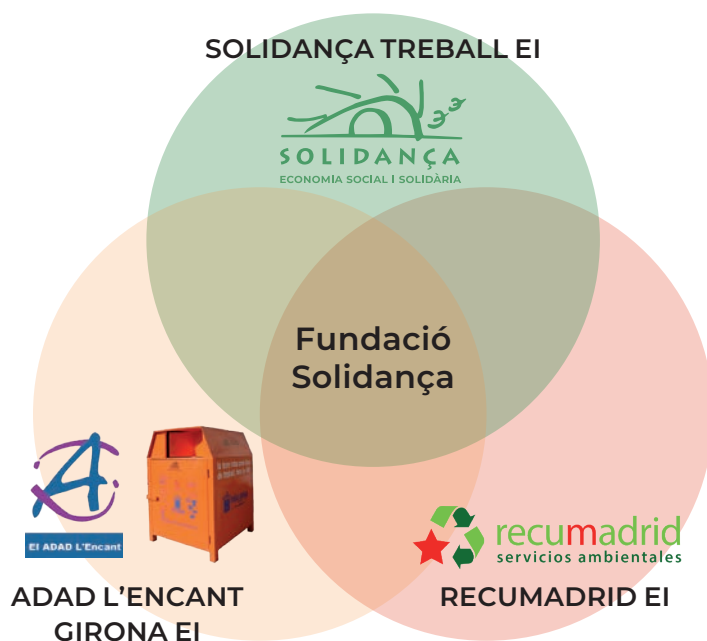 SOLIDANÇA TREBALL EI
SOLIDANÇA
ECONOMIA SOCIAL I SOLIDÀRIA
Fundació
Solidança
EI ADAD L'Encant
recumadrid
servicios ambientales
ADAD L'ENCANT
GIRONA EI
RECUMADRID EI